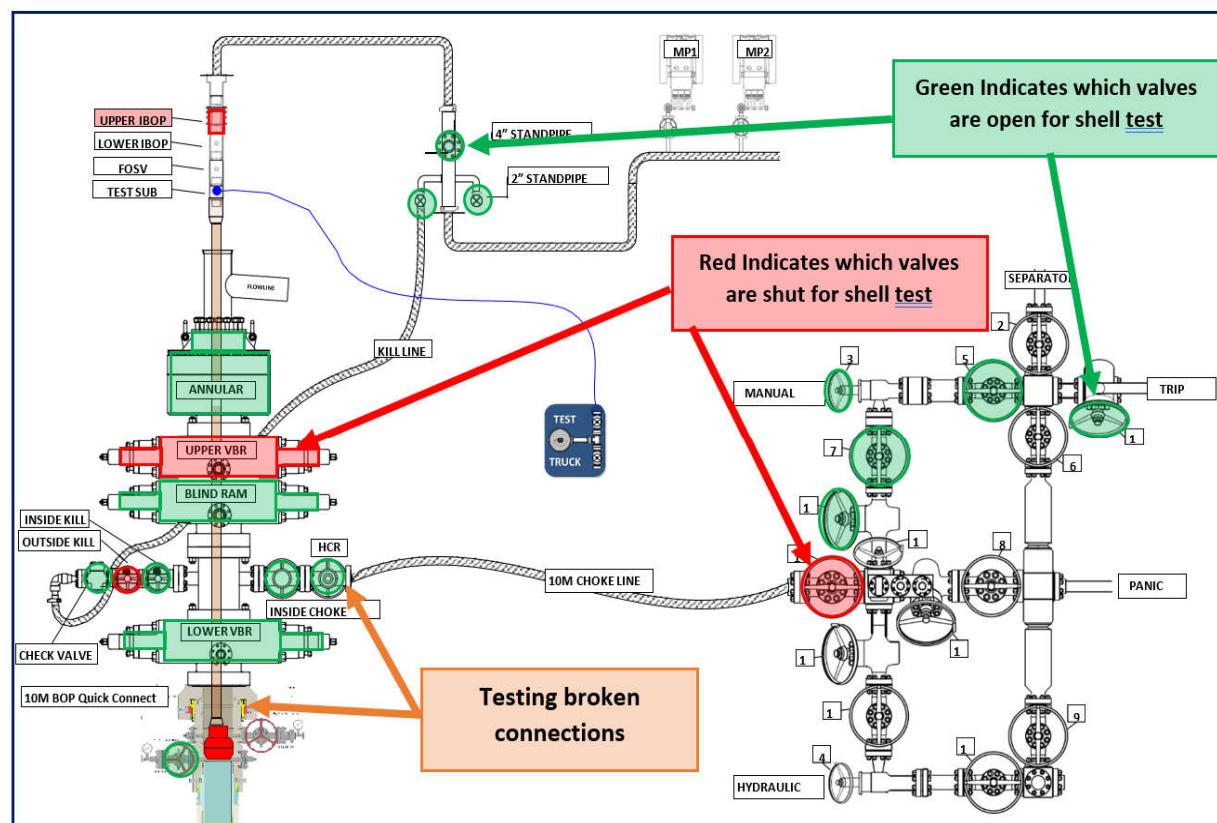 MP1
MP2
Green Indicates which valves
are open for shell test
UPPER IBOP
LOWER IBOP
FOSV
TEST SUB
4” STANDPIPE
2” STANDPIPE
Red Indicates which valves
are shut for shell test
FLOWLINE
SEPARATOR
2
KILL LINE
3
5
MANUAL
TRIP
ANNULAR
1
TEST
TRUCK
6
UPPER VBR
7
BLIND RAM
1
INSIDE KILL
OUTSIDE KILL
HCR
1
8
10M CHOKE LINE
PANIC
INSIDE CHOKE
LOWER VBR
CHECK VALVE
1
1
Testing broken
connections
10M BOP Quick Connect
1
9
1
4
HYDRAULIC